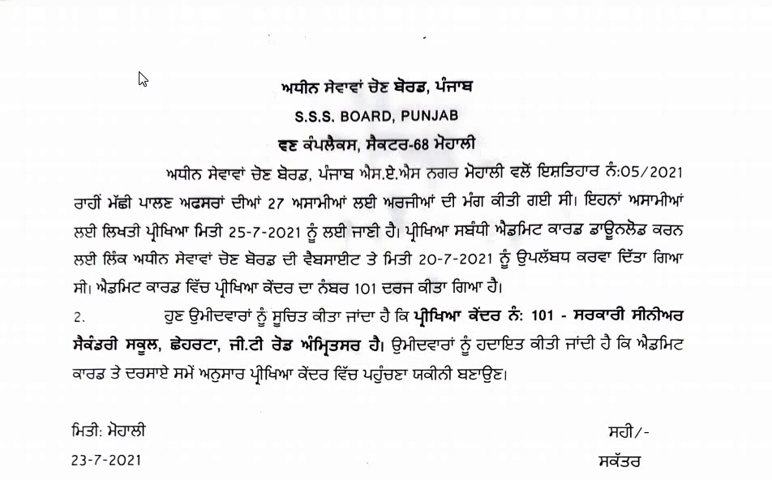 ਅਧੀਨ ਸੇਵਾਵਾਂ ਚੋਣ ਬੋਰਡ, ਪੰਜਾਬ
S.S.S. BOARD, PUNJAB
ਵਣ ਕੰਪਲੈਕਸ, ਸੈਕਟਰ-68 ਮੋਹਾਲੀ
ਅਧੀਨ ਸੇਵਾਵਾਂ ਚੋਣ ਬੋਰਡ, ਪੰਜਾਬ ਐਸ.ਏ.ਐਸ ਨਗਰ ਮੋਹਾਲੀ ਵਲੋਂ ਇਸ਼ਤਿਹਾਰ ਨੰ:05/2021
ਰਾਹੀਂ ਮੱਛੀ ਪਾਲਣ ਅਫਸਰਾਂ ਦੀਆਂ 27 ਅਸਾਮੀਆਂ ਲਈ ਅਰਜੀਆਂ ਦੀ ਮੰਗ ਕੀਤੀ ਗਈ ਸੀ। ਇਹਨਾਂ ਅਸਾਮੀਆਂ
ਲਈ ਲਿਖਤੀ ਪ੍ਰੀਖਿਆ ਮਿਤੀ 25-7-2021 ਨੂੰ ਲਈ ਜਾਣੀ ਹੈ। ਪ੍ਰੀਖਿਆ ਸਬੰਧੀ ਐਡਮਿਟ ਕਾਰਡ ਡਾਊਨਲੋਡ ਕਰਨ
ਲਈ ਲਿੰਕ ਅਧੀਨ ਸੇਵਾਵਾਂ ਚੋਣ ਬੋਰਡ ਦੀ ਵੈਬਸਾਈਟ ਤੇ ਮਿਤੀ 20-7-2021 ਨੂੰ ਉਪਲੱਬਧ ਕਰਵਾ ਦਿੱਤਾ ਗਿਆ
ਸੀ। ਐਡਮਿਟ ਕਾਰਡ ਵਿੱਚ ਪ੍ਰੀਖਿਆ ਕੇਂਦਰ ਦਾ ਨੰਬਰ 101 ਦਰਜ ਕੀਤਾ ਗਿਆ ਹੈ।
2. ਹੁਣ ਉਮੀਦਵਾਰਾਂ ਨੂੰ ਸੂਚਿਤ ਕੀਤਾ ਜਾਂਦਾ ਹੈ ਕਿ ਪ੍ਰੀਖਿਆ ਕੇਂਦਰ ਨੰ: 101 - ਸਰਕਾਰੀ ਸੀਨੀਅਰ
ਸੈਕੰਡਰੀ ਸਕੂਲ, ਛੇਹਰਟਾ, ਜੀ.ਟੀ ਰੋਡ ਅੰਮ੍ਰਿਤਸਰ ਹੈ। ਉਮੀਦਵਾਰਾਂ ਨੂੰ ਹਦਾਇਤ ਕੀਤੀ ਜਾਂਦੀ ਹੈ ਕਿ ਐਡਮਿਟ
ਕਾਰਡ ਤੇ ਦਰਸਾਏ ਸਮੇਂ ਅਨੁਸਾਰ ਪ੍ਰੀਖਿਆ ਕੇਂਦਰ ਵਿੱਚ ਪਹੁੰਚਣਾ ਯਕੀਨੀ ਬਣਾਉਣ।
ਮਿਤੀ: ਮੋਹਾਲੀ ਸਹੀ/-
23-7-2021 ਸਕੱਤਰ